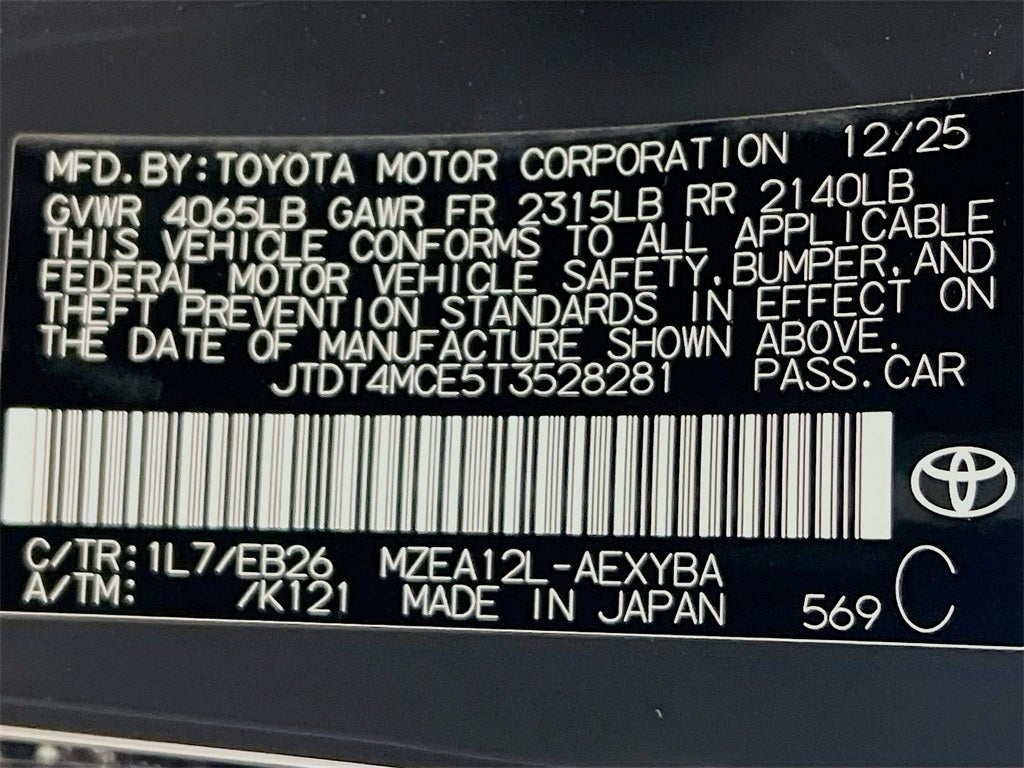 MFD. BY: TOYOTA MOTOR CORPORATION 12/25
GVWR 4065LB GAWR FR 2315LB RR 2140LB
THIS VEHICLE CONFORMS TO ALL APPLICABLE
FEDERAL MOTOR VEHICLE SAFETY, BUMPER, AND
THEFT PREVENTION STANDARDS IN EFFECT ON
THE DATE OF MANUFACTURE SHOWN ABOVE.
JTDT4MCE5T3528281 PASS. CAR
C/TR: 1L7/EB26 MZEA12L-AEXYBA C
A/TM: /K121 MADE IN JAPAN 569